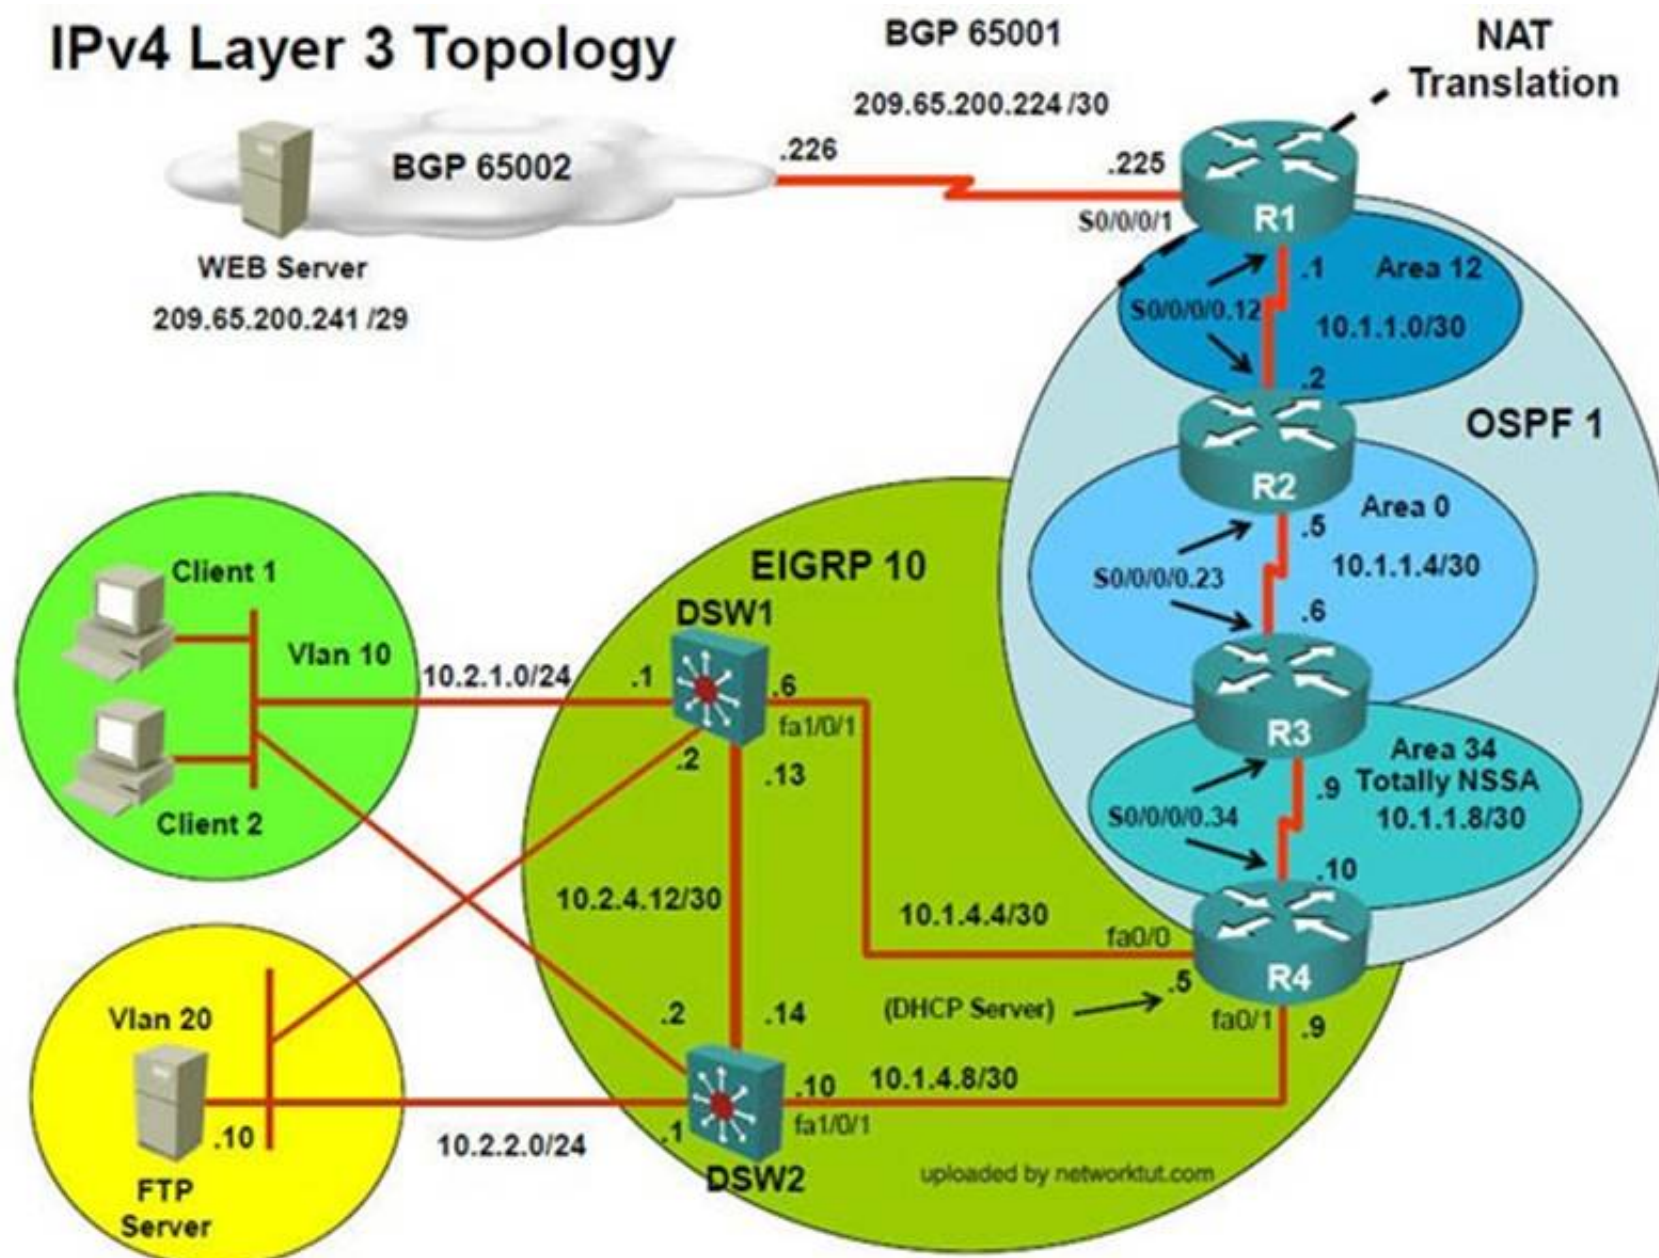 IPv4 Layer 3 Topology
BGP 65001
NAT
Translation
209.65.200.224 /30
BGP 65002
.226
.225
S0/0/0/1
R1
WEB Server
209.65.200.241 /29
.1
Area 12
S0/0/0/0.12
10.1.1.0/30
.2
OSPF 1
R2
.5
Area 0
S0/0/0/0.23
10.1.1.4/30
.6
R3
Area 34
Totally NSSA
10.1.1.8/30
.9
S0/0/0/0.34
.10
R4
EIGRP 10
DSW1
Client 1
Vlan 10
10.2.1.0/24
.1
.6
fa1/0/1
.2
.13
Client 2
10.2.4.12/30
10.1.4.4/30
fa0/0
.5
(DHCP Server)
fa0/1
.9
Vlan 20
.2
.14
.10
10.1.4.8/30
fa1/0/1
.10
10.2.2.0/24
.1
DSW2
FTP
Server
uploaded by networktut.com